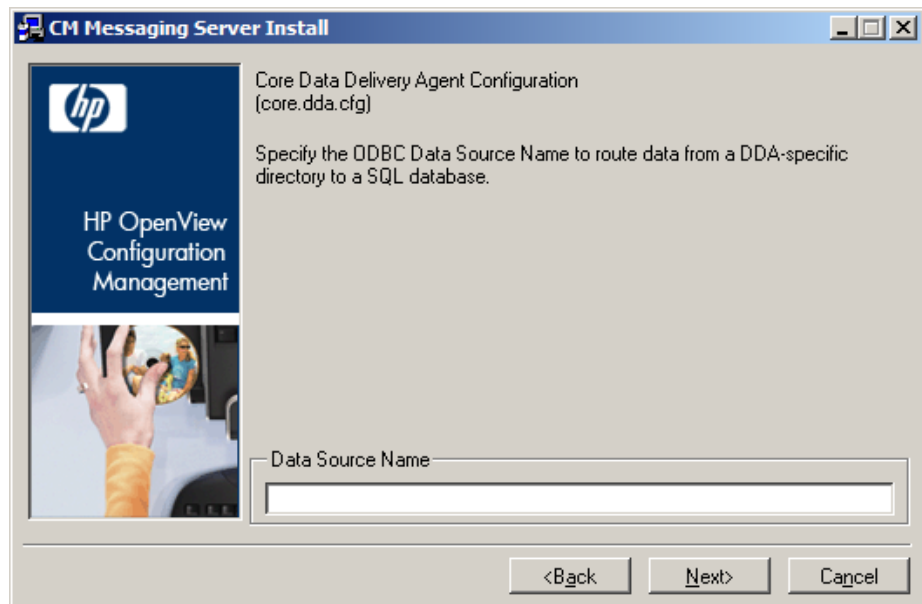 CM Messaging Server Install
hp
HP OpenView
Configuration
Management
Core Data Delivery Agent Configuration
(core.dda.cfg)
Specify the ODBC Data Source Name to route data from a DDA-specific
directory to a SQL database.
Data Source Name
<Back
Next>
Cancel